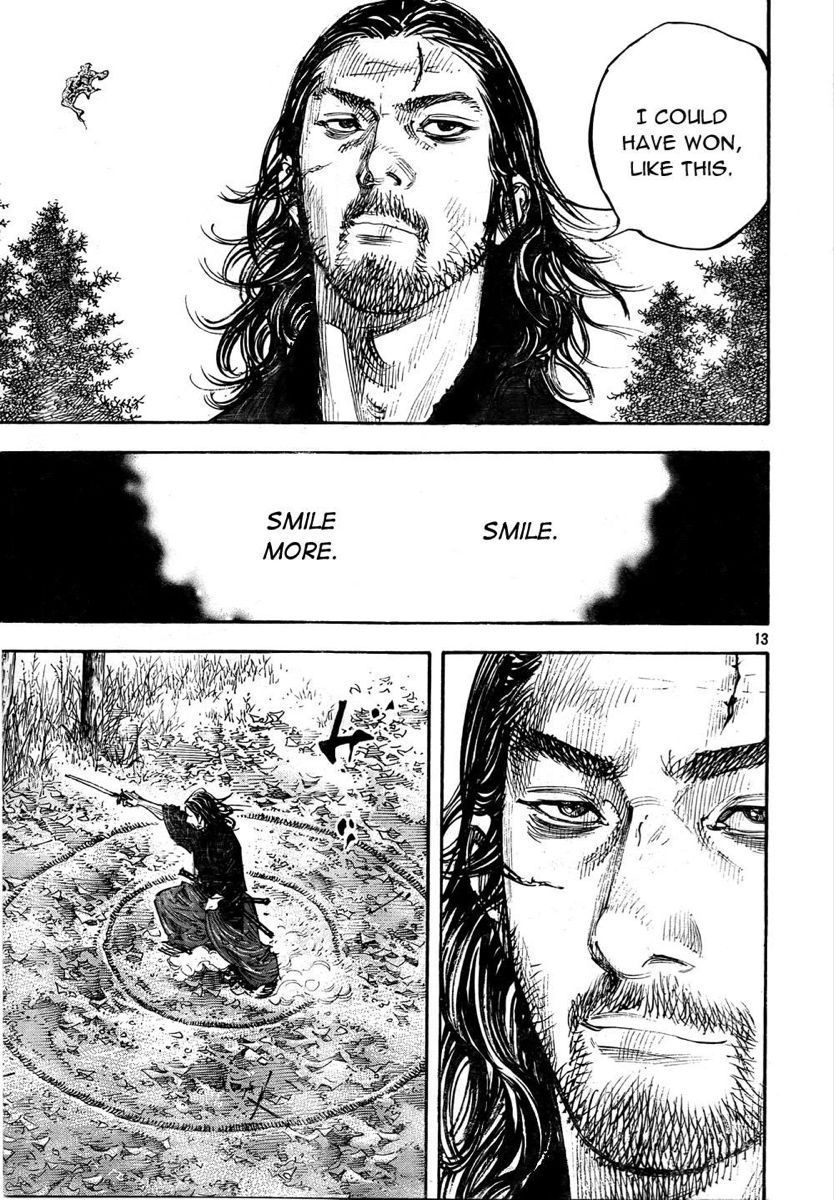 I COULD
HAVE WON,
LIKE THIS.
SMILE.
SMILE
MORE.
13